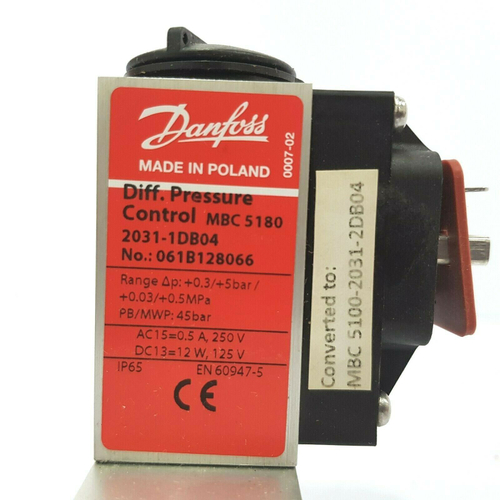 Danfoss
MADE IN POLAND
0007-02
Diff. Pressure
Control MBC 5180
2031-1DB04
No.: 061B128066
Range Δp: +0.3/+5bar/
+0.03/+0.5MPa
PB/MWP: 45bar
AC15=0.5 A, 250 V
DC13=12 W, 125 V
IP65 EN 60947-5
CE
Converted to:
MBC 5100-2031-2DB04